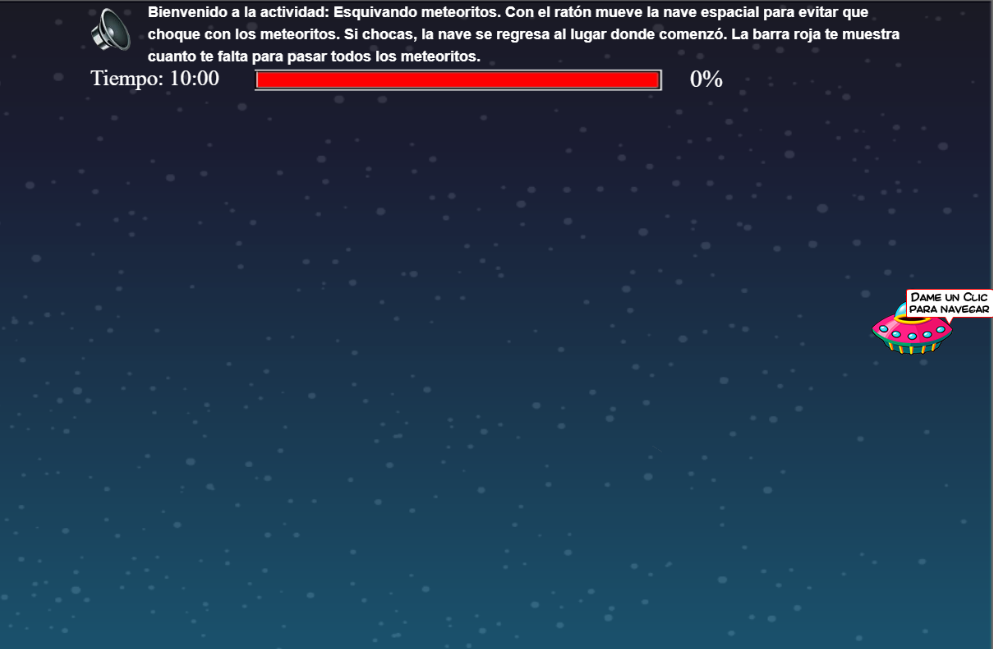 Bienvenido a la actividad: Esquivando meteoritos. Con el ratón mueve la nave espacial para evitar que
choque con los meteoritos. Si chocas, la nave se regresa al lugar donde comenzó. La barra roja te muestra
cuanto te falta para pasar todos los meteoritos.
Tiempo: 10:00 0%
DAME UN CLIC
PARA NAVEGAR